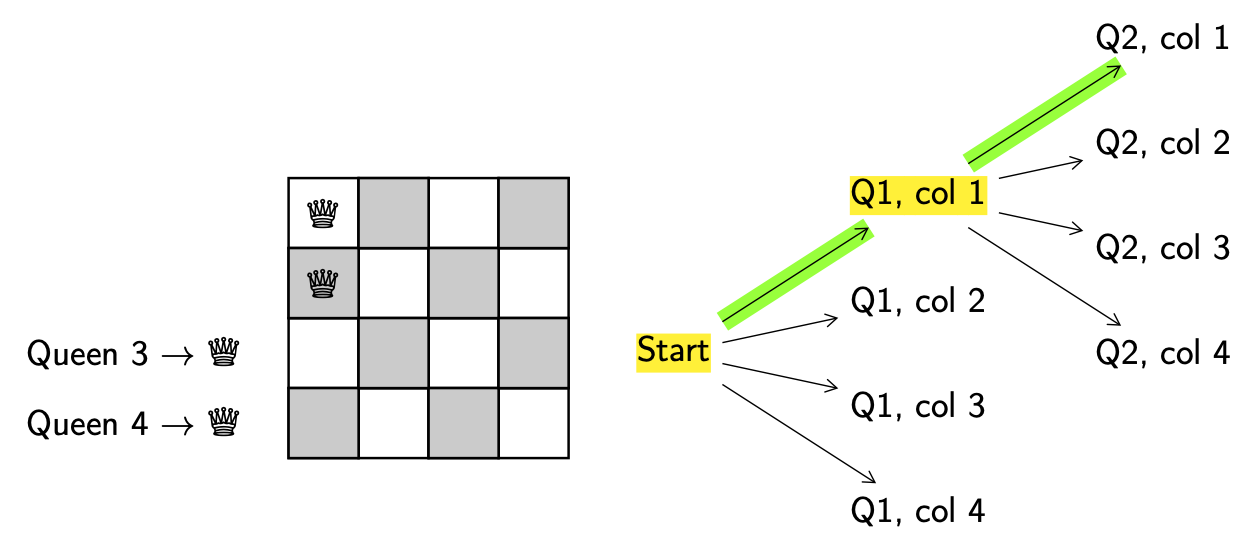 Queen 3 →
Queen 4 →
Start
Q1, col 1
Q1, col 2
Q1, col 3
Q1, col 4
Q2, col 1
Q2, col 2
Q2, col 3
Q2, col 4